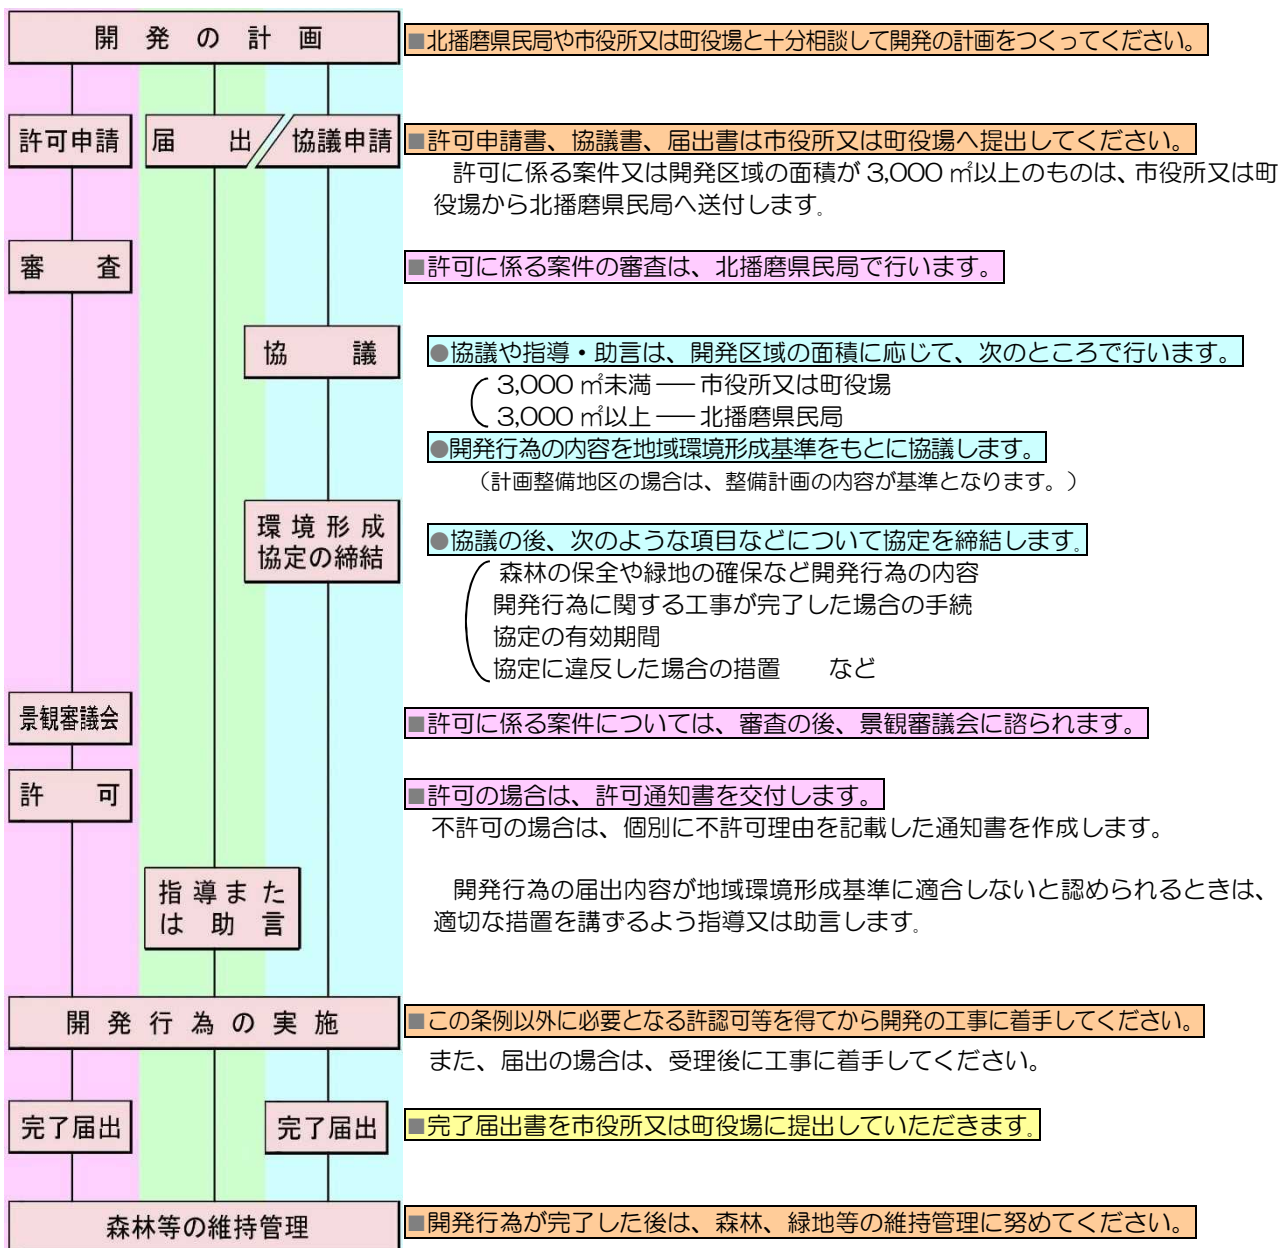 開発の計画
■北播磨県民局や市役所又は町役場と十分相談して開発の計画をつくってください。
許可申請
届出
協議申請
■許可申請書、協議書、届出書は市役所又は町役場へ提出してください。
許可に係る案件又は開発区域の面積が 3,000 ㎡以上のものは、市役所又は町
役場から北播磨県民局へ送付します。
審査
■許可に係る案件の審査は、北播磨県民局で行います。
協議
●協議や指導・助言は、開発区域の面積に応じて、次のところで行います。
3,000 ㎡未満 ── 市役所又は町役場
3,000 ㎡以上 ── 北播磨県民局
●開発行為の内容を地域環境形成基準をもとに協議します。
（計画整備地区の場合は、整備計画の内容が基準となります。）
環境形成
協定の締結
●協議の後、次のような項目などについて協定を締結します。
森林の保全や緑地の確保など開発行為の内容
開発行為に関する工事が完了した場合の手続
協定の有効期間
協定に違反した場合の措置　　など
景観審議会
■許可に係る案件については、審査の後、景観審議会に諮られます。
許可
■許可の場合は、許可通知書を交付します。
不許可の場合は、個別に不許可理由を記載した通知書を作成します。
指導また
は助言
開発行為の届出内容が地域環境形成基準に適合しないと認められるときは、
適切な措置を講ずるよう指導又は助言します。
開発行為の実施
■この条例以外に必要となる許認可等を得てから開発の工事に着手してください。
また、届出の場合は、受理後に工事に着手してください。
完了届出
完了届出
■完了届出書を市役所又は町役場に提出していただきます。
森林等の維持管理
■開発行為が完了した後は、森林、緑地等の維持管理に努めてください。